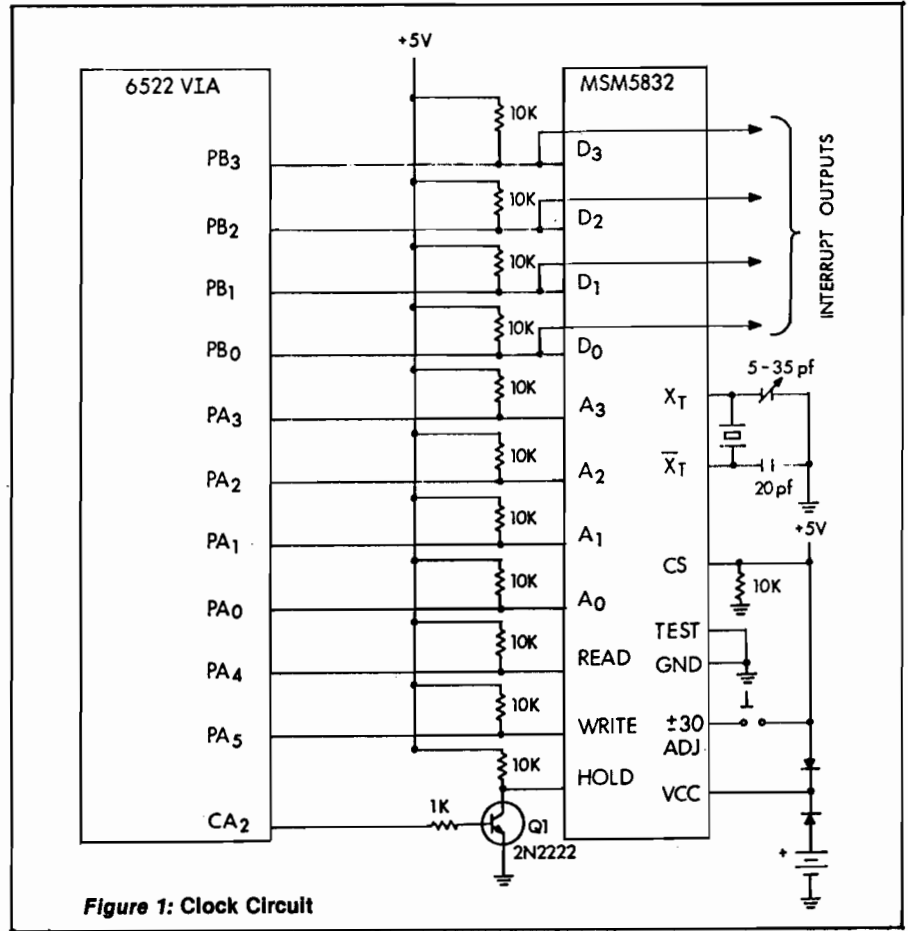 +5V
6522 VIA
MSM5832
10K
PB3
D3
10K
PB2
D2
10K
PB1
D1
10K
PB0
D0
INTERRUPT OUTPUTS
10K
PA3
A3
5-35 pf
XT
10K
PA2
A2
X̅T
20 pf
10K
PA1
A1
+5V
CS
10K
10K
PA0
A0
TEST
10K
PA4
READ
GND
10K
PA5
WRITE
±30
ADJ
10K
HOLD
VCC
1K
CA2
Q1
2N2222
+
Figure 1: Clock Circuit